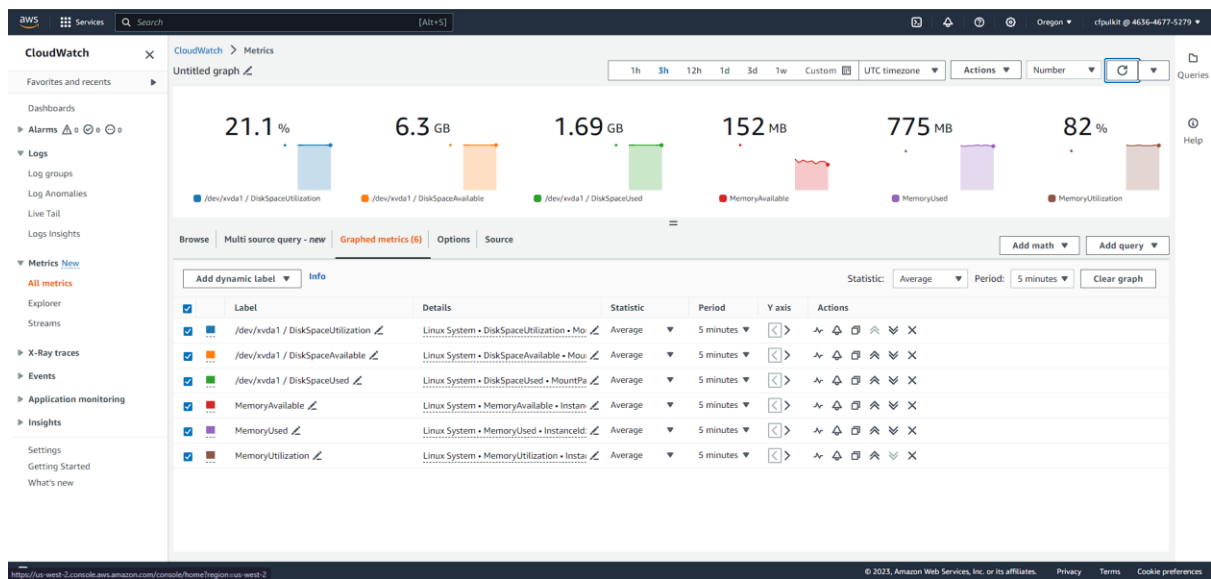 aws Services Search [Alt+S] Oregon cfpulkit @ 4636-4677-5279
CloudWatch
Favorites and recents
Dashboards
Alarms 0 0 0
Logs
Log groups
Log Anomalies
Live Tail
Logs Insights
Metrics New
All metrics
Explorer
Streams
X-Ray traces
Events
Application monitoring
Insights
Settings
Getting Started
What's new
CloudWatch > Metrics
Untitled graph
1h 3h 12h 1d 3d 1w Custom UTC timezone Actions Number
21.1 % 6.3 GB 1.69 GB 152 MB 775 MB 82 %
/dev/xvda1 / DiskSpaceUtilization /dev/xvda1 / DiskSpaceAvailable /dev/xvda1 / DiskSpaceUsed MemoryAvailable MemoryUsed MemoryUtilization
Browse Multi source query - new Graphed metrics (6) Options Source
Add math Add query
Add dynamic label Info Statistic: Average Period: 5 minutes Clear graph
Label Details Statistic Period Y axis Actions
/dev/xvda1 / DiskSpaceUtilization Linux System • DiskSpaceUtilization • Mo Average 5 minutes
/dev/xvda1 / DiskSpaceAvailable Linux System • DiskSpaceAvailable • Mou Average 5 minutes
/dev/xvda1 / DiskSpaceUsed Linux System • DiskSpaceUsed • MountPa Average 5 minutes
MemoryAvailable Linux System • MemoryAvailable • Instan Average 5 minutes
MemoryUsed Linux System • MemoryUsed • InstanceId: Average 5 minutes
MemoryUtilization Linux System • MemoryUtilization • Insta Average 5 minutes
Queries
Help
https://us-west-2.console.aws.amazon.com/console/home?region=us-west-2
© 2023, Amazon Web Services, Inc. or its affiliates. Privacy Terms Cookie preferences